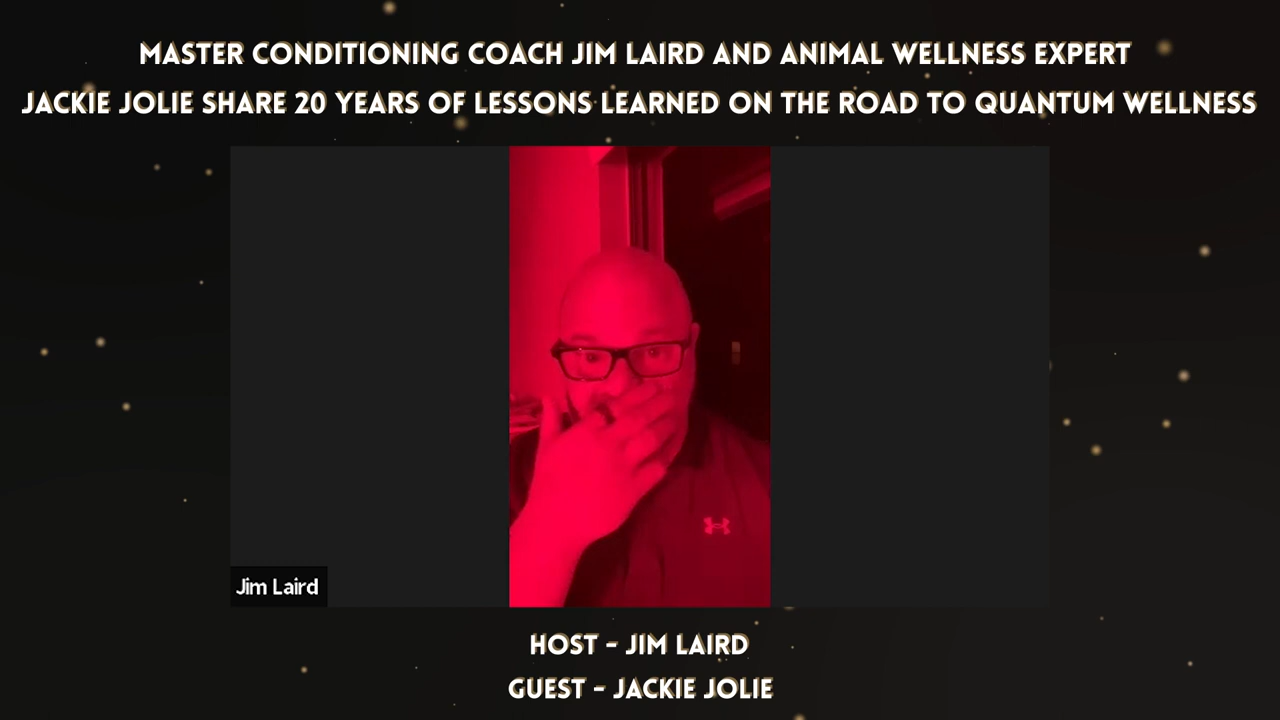 MASTER CONDITIONING COACH JIM LAIRD AND ANIMAL WELLNESS EXPERT
JACKIE JOLIE SHARE 20 YEARS OF LESSONS LEARNED ON THE ROAD TO QUANTUM WELLNESS
Jim Laird
HOST - JIM LAIRD
GUEST - JACKIE JOLIE